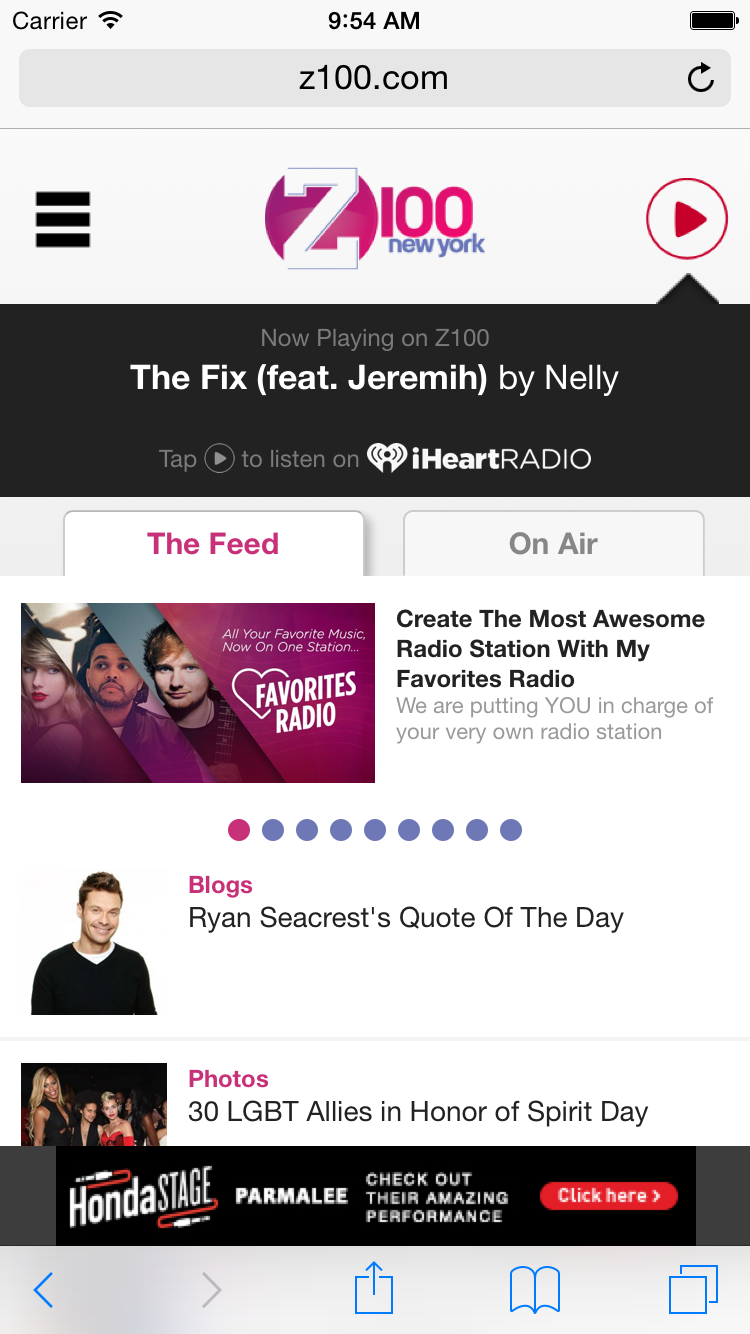 Carrier 9:54 AM
z100.com
Z100
new york
Now Playing on Z100
The Fix (feat. Jeremih) by Nelly
Tap to listen on iHeartRADIO
The Feed
On Air
All Your Favorite Music,
Now On One Station...
FAVORITES
RADIO
Create The Most Awesome
Radio Station With My
Favorites Radio
We are putting YOU in charge of
your very own radio station
Blogs
Ryan Seacrest's Quote Of The Day
Photos
30 LGBT Allies in Honor of Spirit Day
HondaSTAGE
PARMALEE
CHECK OUT
THEIR AMAZING
PERFORMANCE
Click here >